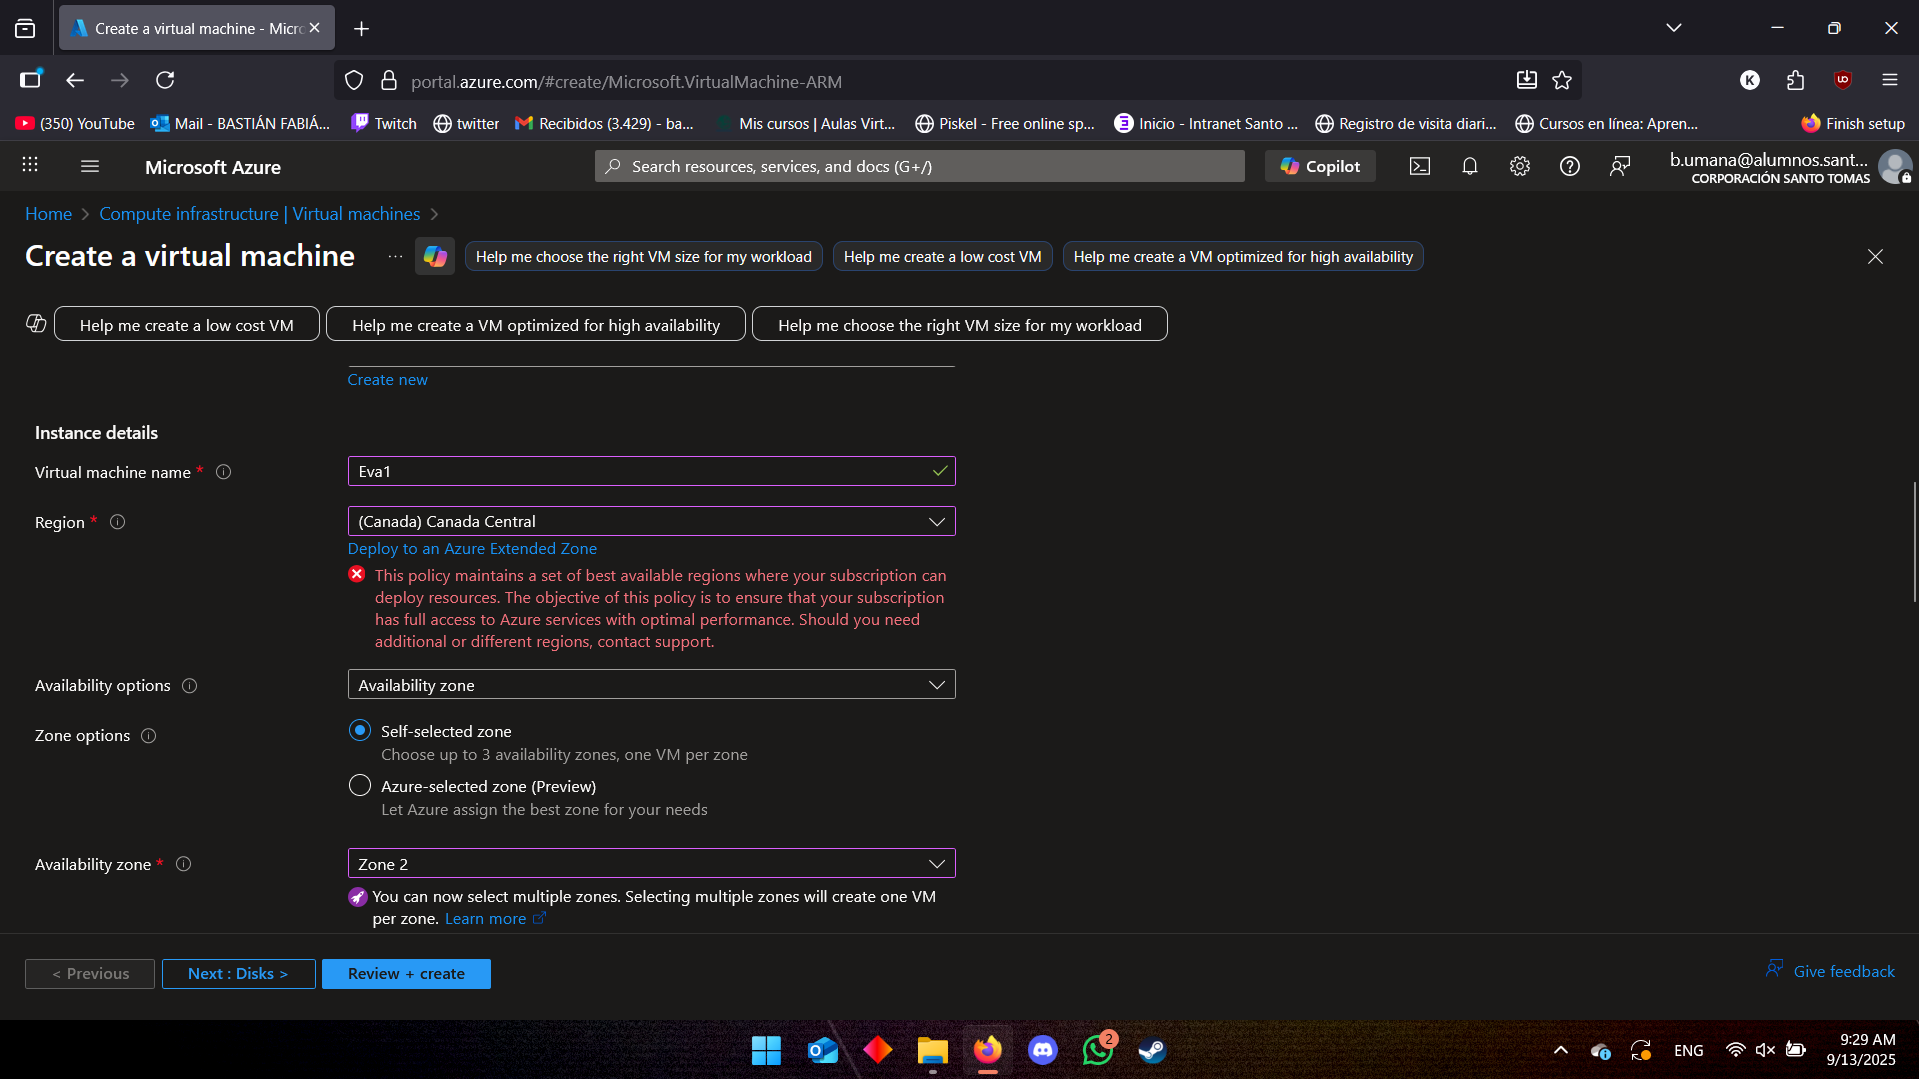 Create a virtual machine - Micro
portal.azure.com/#create/Microsoft.VirtualMachine-ARM
K
(350) YouTube
Mail - BASTIÁN FABIÁ...
Twitch
twitter
Recibidos (3.429) - ba...
Mis cursos | Aulas Virt...
Piskel - Free online sp...
Inicio - Intranet Santo ...
Registro de visita diari...
Cursos en línea: Apren...
Finish setup
Microsoft Azure
Search resources, services, and docs (G+/)
Copilot
b.umana@alumnos.sant...
CORPORACIÓN SANTO TOMAS
Home > Compute infrastructure | Virtual machines >
Create a virtual machine
...
Help me choose the right VM size for my workload
Help me create a low cost VM
Help me create a VM optimized for high availability
Help me create a low cost VM
Help me create a VM optimized for high availability
Help me choose the right VM size for my workload
Create new
Instance details
Virtual machine name *
Eva1
Region *
(Canada) Canada Central
Deploy to an Azure Extended Zone
This policy maintains a set of best available regions where your subscription can
deploy resources. The objective of this policy is to ensure that your subscription
has full access to Azure services with optimal performance. Should you need
additional or different regions, contact support.
Availability options
Availability zone
Zone options
Self-selected zone
Choose up to 3 availability zones, one VM per zone
Azure-selected zone (Preview)
Let Azure assign the best zone for your needs
Availability zone *
Zone 2
You can now select multiple zones. Selecting multiple zones will create one VM
per zone. Learn more
< Previous
Next : Disks >
Review + create
Give feedback
2
ENG
9:29 AM
9/13/2025